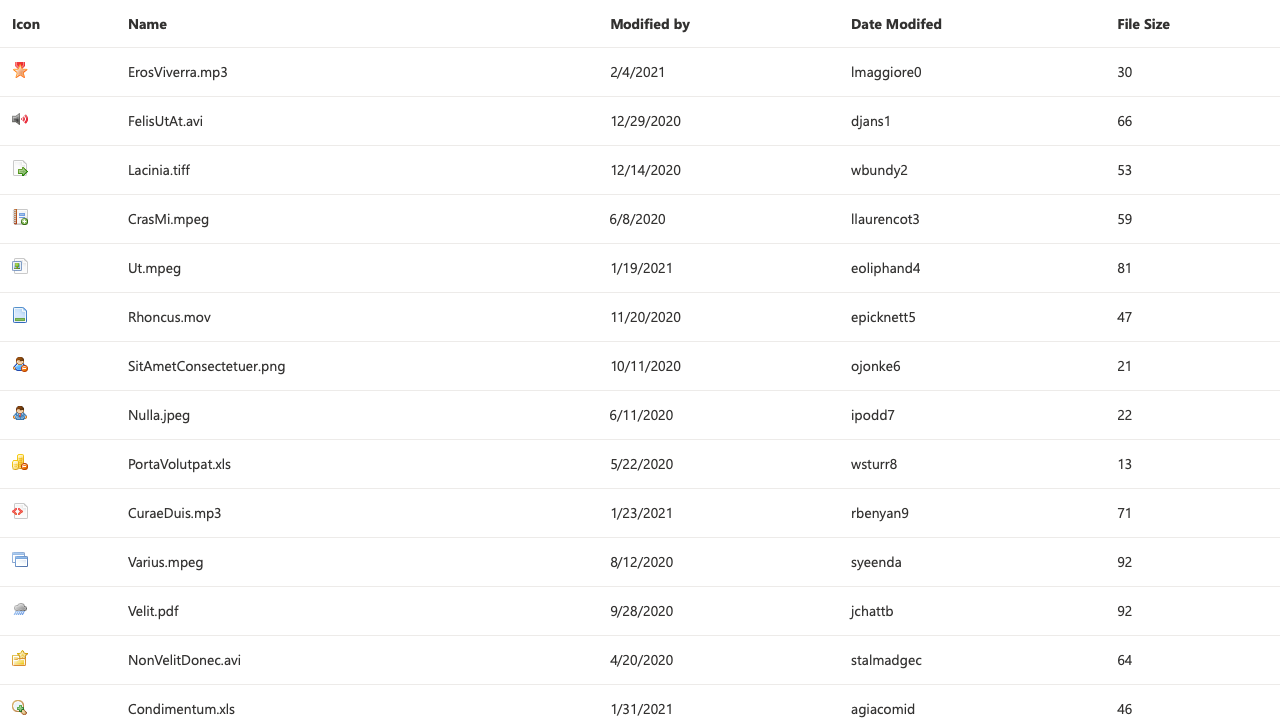 Icon Name Modified by Date Modifed File Size
ErosViverra.mp3 2/4/2021 lmaggiore0 30
FelisUtAt.avi 12/29/2020 djans1 66
Lacinia.tiff 12/14/2020 wbundy2 53
CrasMi.mpeg 6/8/2020 llaurencot3 59
Ut.mpeg 1/19/2021 eoliphand4 81
Rhoncus.mov 11/20/2020 epicknett5 47
SitAmetConsectetuer.png 10/11/2020 ojonke6 21
Nulla.jpeg 6/11/2020 ipodd7 22
PortaVolutpat.xls 5/22/2020 wsturr8 13
CuraeDuis.mp3 1/23/2021 rbenyan9 71
Varius.mpeg 8/12/2020 syeenda 92
Velit.pdf 9/28/2020 jchattb 92
NonVelitDonec.avi 4/20/2020 stalmadgec 64
Condimentum.xls 1/31/2021 agiacomid 46